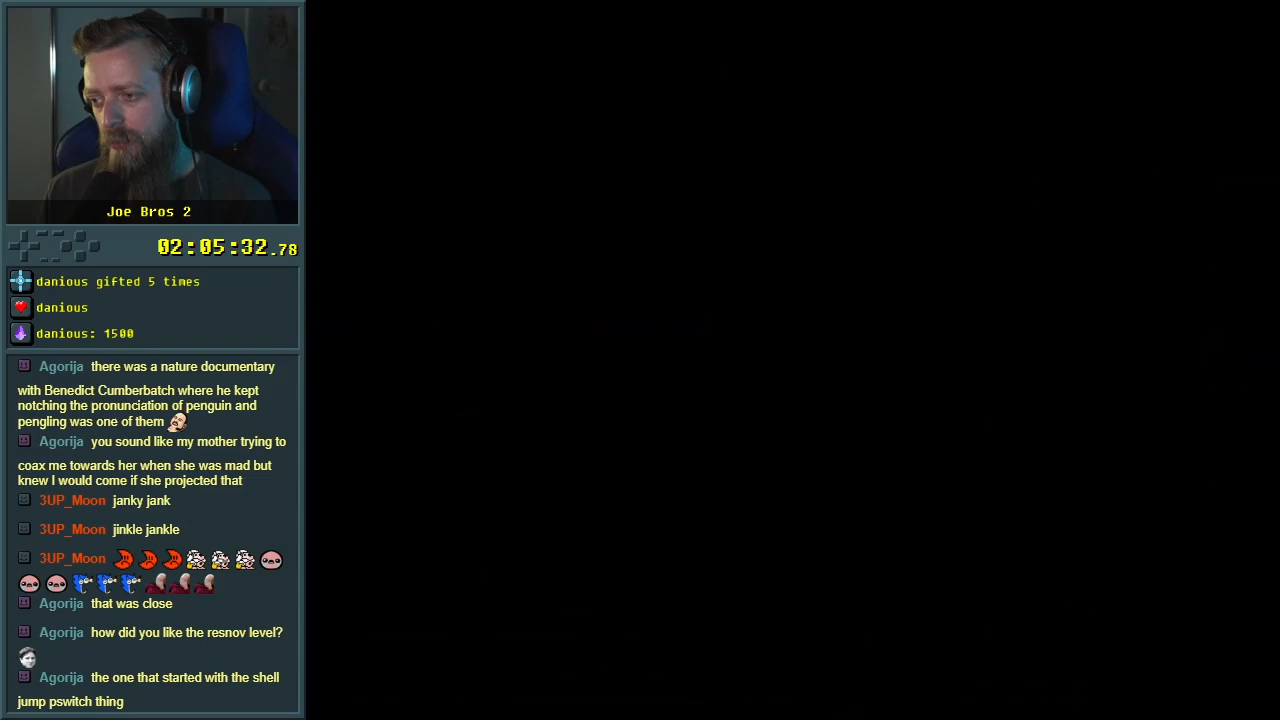 Joe Bros 2
02:05:32.78
danious gifted 5 times
danious
danious: 1500
Agorija there was a nature documentary
with Benedict Cumberbatch where he kept
notching the pronunciation of penguin and
pengling was one of them
Agorija you sound like my mother trying to
coax me towards her when she was mad but
knew I would come if she projected that
3UP_Moon janky jank
3UP_Moon jinkle jankle
3UP_Moon
Agorija that was close
Agorija how did you like the resnov level?
Agorija the one that started with the shell
jump pswitch thing